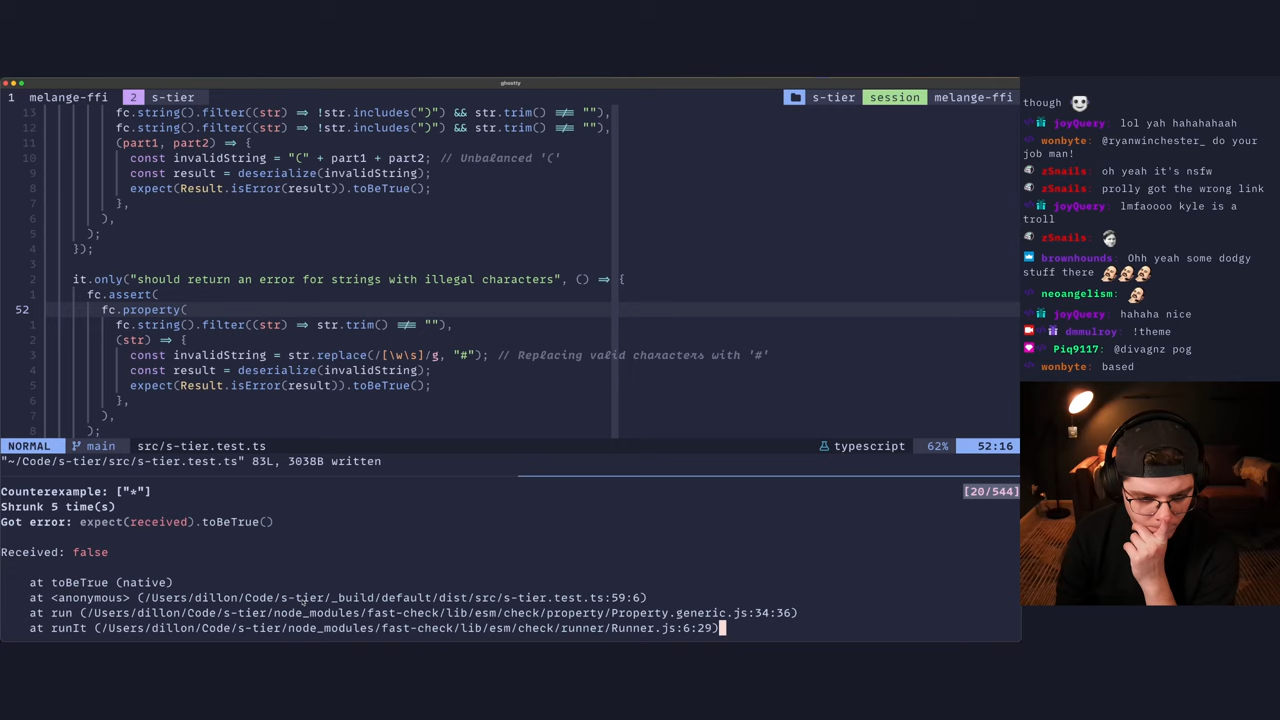 ghostty
1 melange-ffi 2 s-tier s-tier session melange-ffi
13 fc.string().filter((str) => !str.includes(")") && str.trim() !== ""),
12 fc.string().filter((str) => !str.includes(")") && str.trim() !== ""),
11 (part1, part2) => {
10 const invalidString = "(" + part1 + part2; // Unbalanced '('
9 const result = deserialize(invalidString);
8 expect(Result.isError(result)).toBeTrue();
7 },
6 ),
5 );
4 });
3
2 it.only("should return an error for strings with illegal characters", () => {
1 fc.assert(
52 fc.property(
1 fc.string().filter((str) => str.trim() !== ""),
2 (str) => {
3 const invalidString = str.replace(/[\w\s]/g, "#"); // Replacing valid characters with '#'
4 const result = deserialize(invalidString);
5 expect(Result.isError(result)).toBeTrue();
6 },
7 ),
8 );
NORMAL main src/s-tier.test.ts typescript 62% 52:16
"~/Code/s-tier/src/s-tier.test.ts" 83L, 3038B written
Counterexample: ["*"] [20/544]
Shrunk 5 time(s)
Got error: expect(received).toBeTrue()
Received: false
at toBeTrue (native)
at <anonymous> (/Users/dillon/Code/s-tier/_build/default/dist/src/s-tier.test.ts:59:6)
at run (/Users/dillon/Code/s-tier/node_modules/fast-check/lib/esm/check/property/Property.generic.js:34:36)
at runIt (/Users/dillon/Code/s-tier/node_modules/fast-check/lib/esm/check/runner/Runner.js:6:29)
though
joyQuery: lol yah hahahahaah
wonbyte: @ryanwinchester_ do your
job man!
zSnails: oh yeah it's nsfw
zSnails: prolly got the wrong link
joyQuery: lmfaoooo kyle is a
troll
zSnails:
brownhounds: Ohh yeah some dodgy
stuff there
neoangelism:
joyQuery: hahaha nice
dmmulroy: !theme
Piq9117: @divagnz pog
wonbyte: based